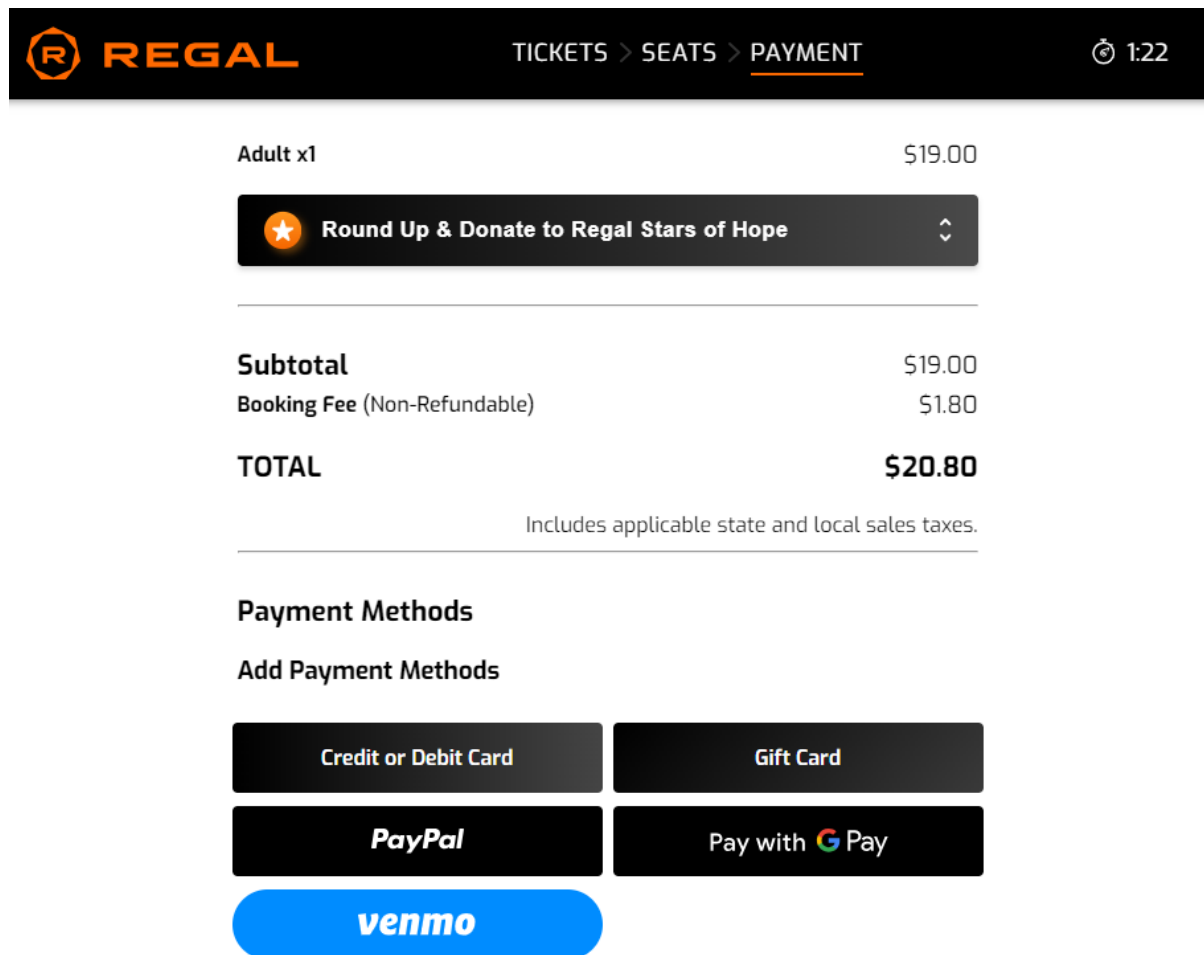 REGAL
TICKETS > SEATS > PAYMENT
1:22
Adult x1 $19.00
Round Up & Donate to Regal Stars of Hope
Subtotal $19.00
Booking Fee (Non-Refundable) $1.80
TOTAL $20.80
Includes applicable state and local sales taxes.
Payment Methods
Add Payment Methods
Credit or Debit Card
Gift Card
PayPal
Pay with G Pay
venmo